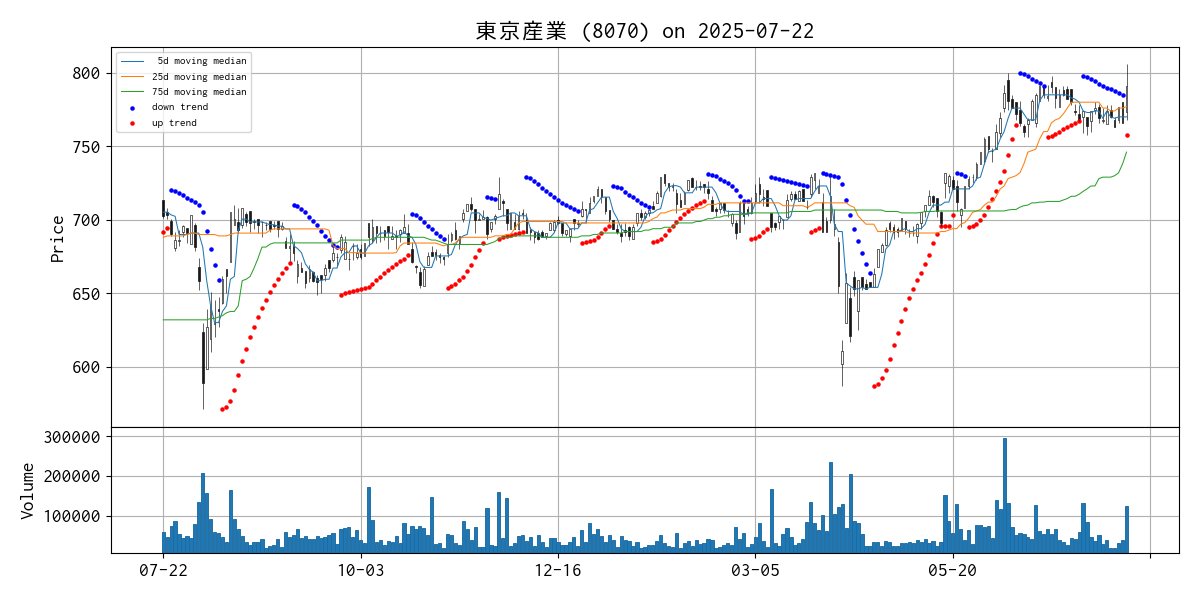 東京産業 (8070) on 2025-07-22
5d moving median
25d moving median
75d moving median
down trend
up trend
Price
800
750
700
650
600
Volume
300000
200000
100000
07-22
10-03
12-16
03-05
05-20